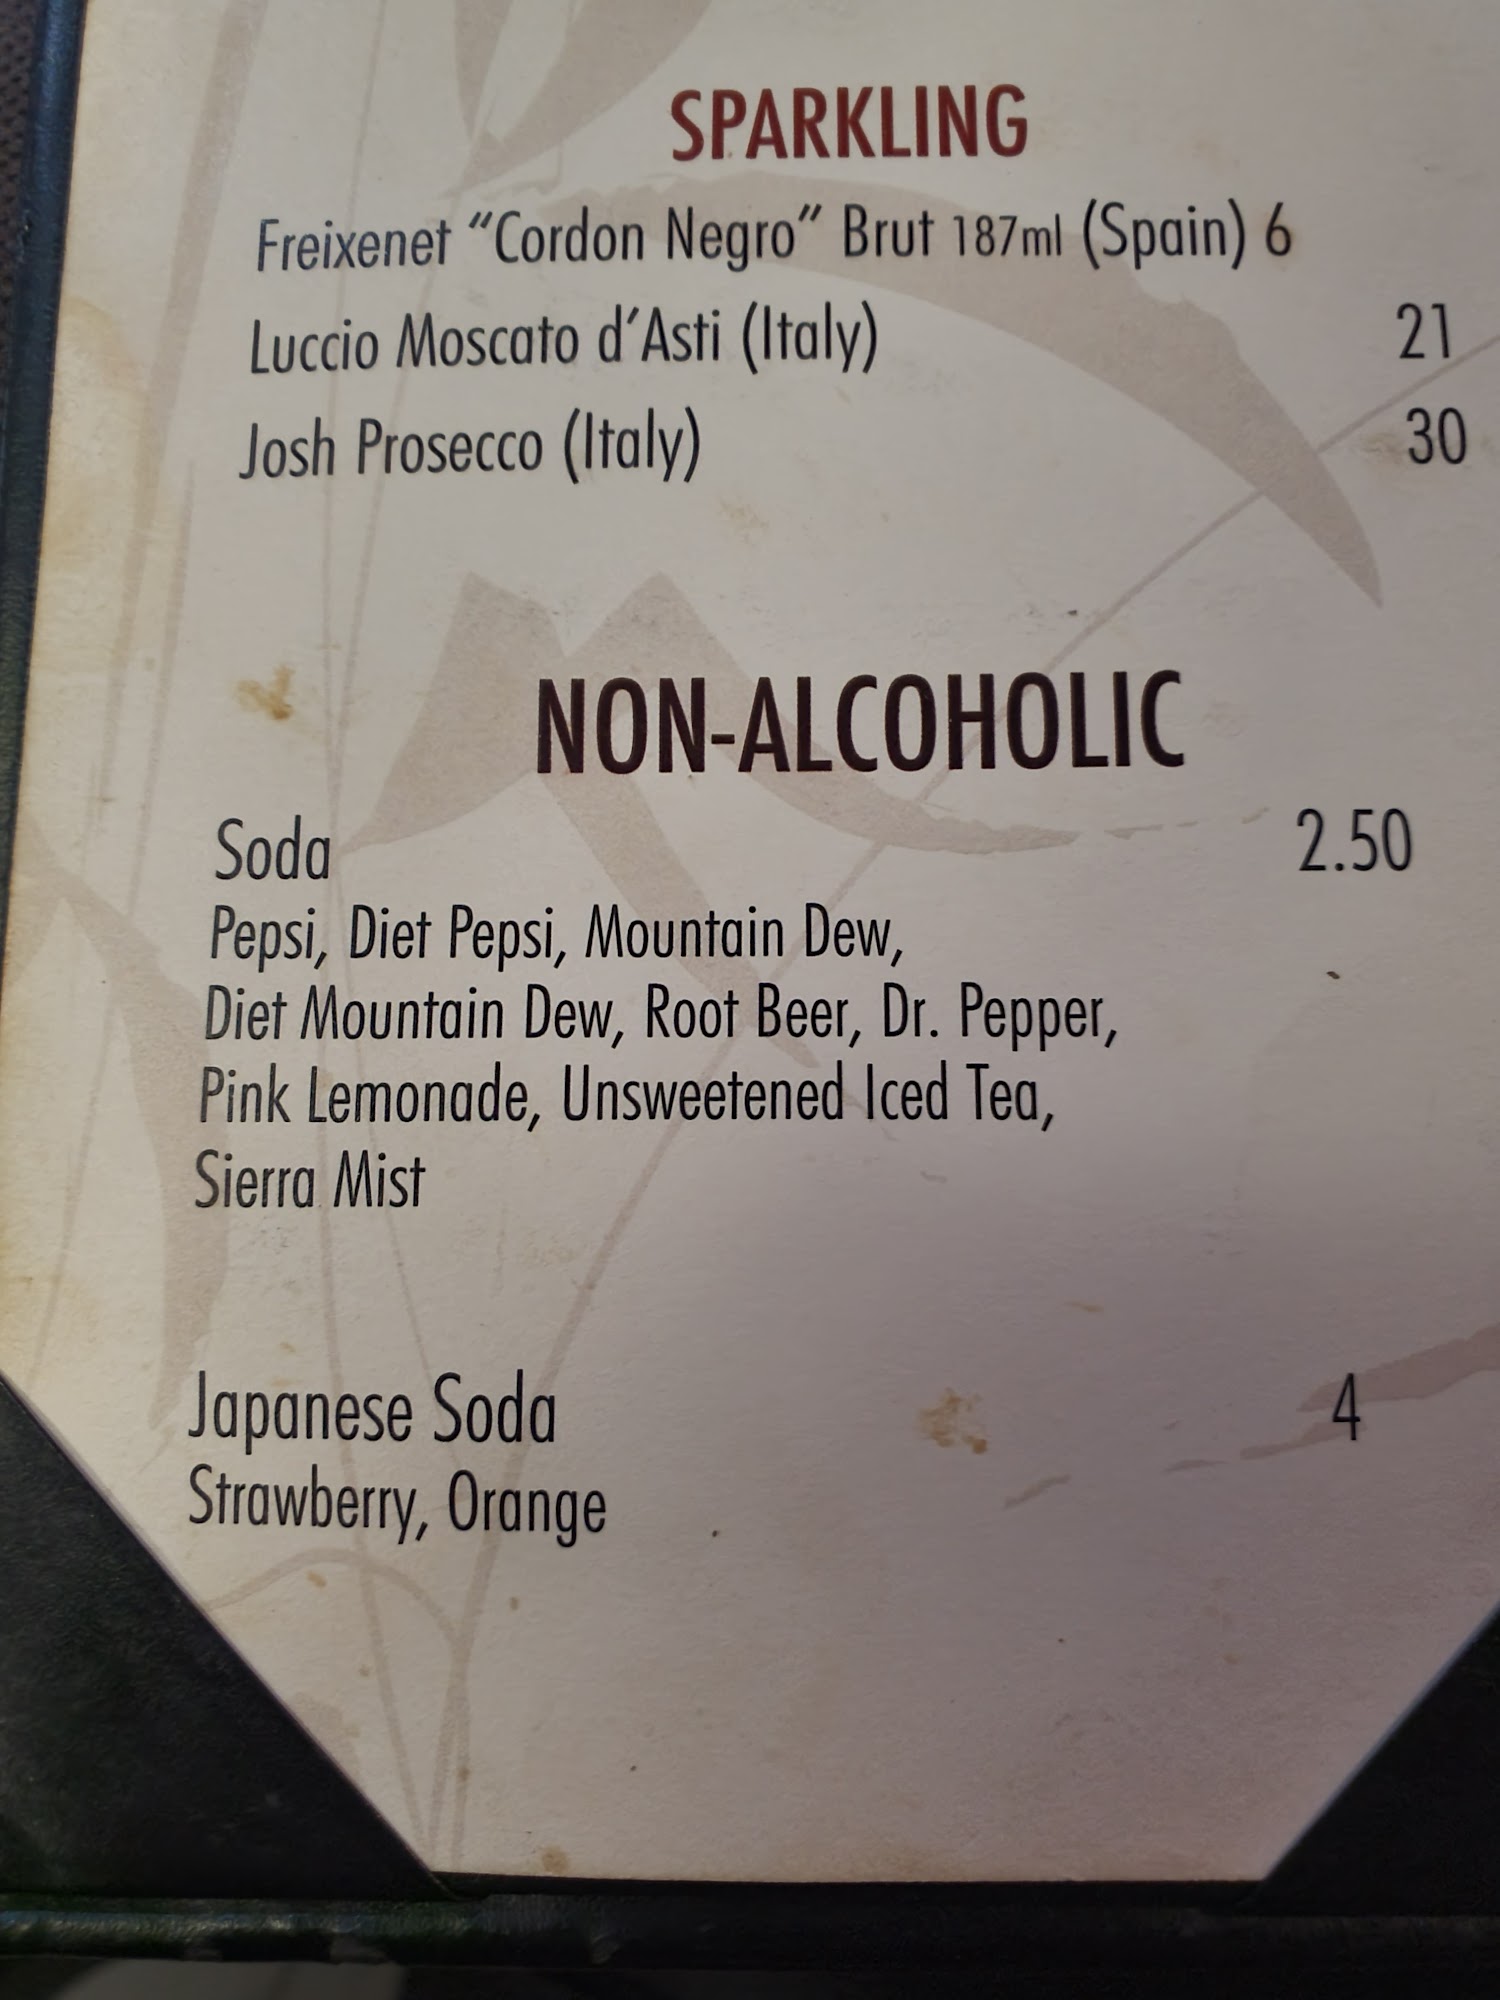 SPARKLING
Freixenet “Cordon Negro” Brut 187ml (Spain) 6
Luccio Moscato d’Asti (Italy) 21
Josh Prosecco (Italy) 30
NON-ALCOHOLIC
Soda 2.50
Pepsi, Diet Pepsi, Mountain Dew,
Diet Mountain Dew, Root Beer, Dr. Pepper,
Pink Lemonade, Unsweetened Iced Tea,
Sierra Mist
Japanese Soda 4
Strawberry, Orange